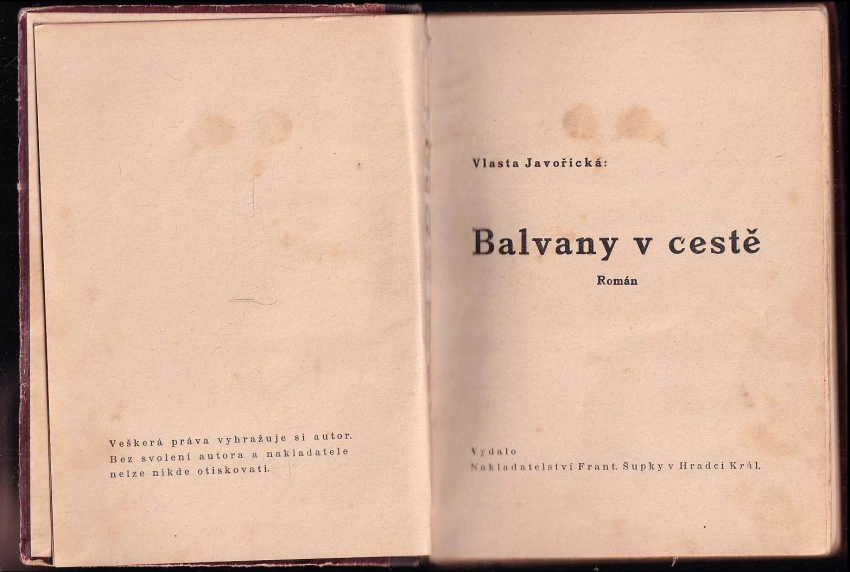 Veškerá práva vyhražuje si autor.
Bez svolení autora a nakladatele
nelze nikde otiskovati.
Vlasta Javořická:
Balvany v cestě
Román
Vydalo
Nakladatelství Frant. Šupky v Hradci Král.